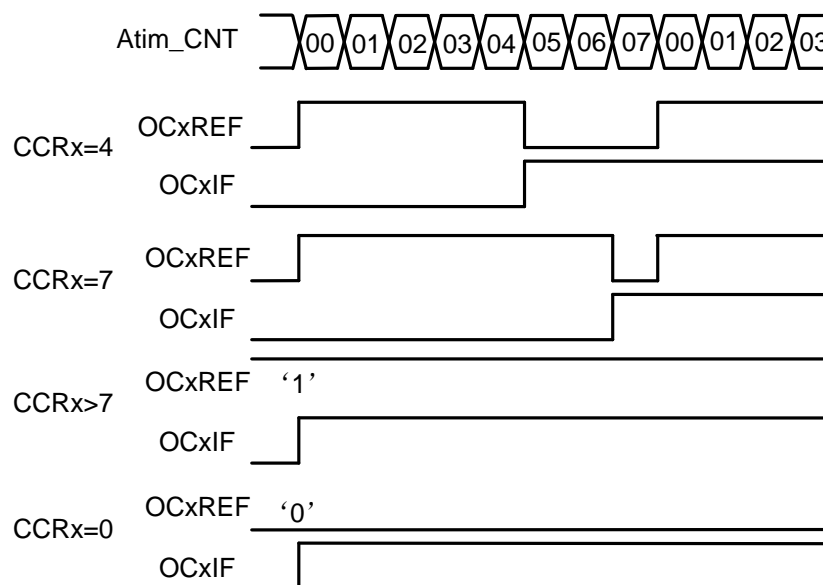 Atim_CNT 00 01 02 03 04 05 06 07 00 01 02 03
CCRx=4
OCxREF
OCxIF
CCRx=7
OCxREF
OCxIF
CCRx>7
OCxREF ‘1’
OCxIF
CCRx=0
OCxREF ‘0’
OCxIF